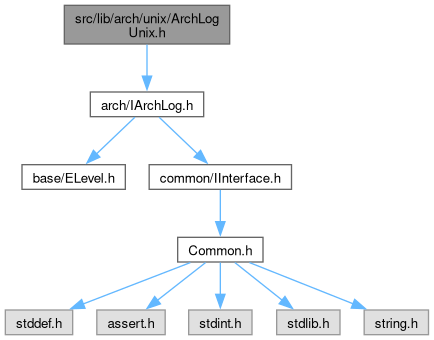 src/lib/arch/unix/ArchLog
Unix.h
arch/IArchLog.h
base/ELevel.h
common/IInterface.h
Common.h
stddef.h
assert.h
stdint.h
stdlib.h
string.h